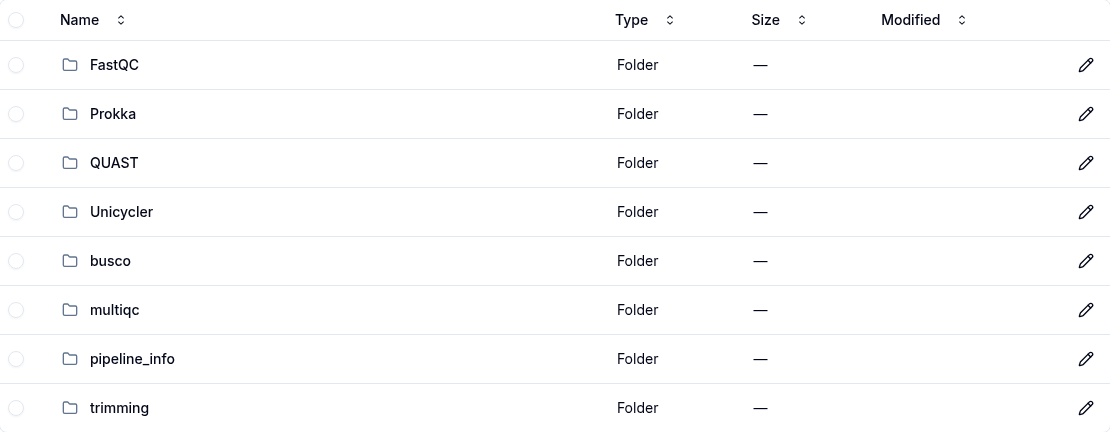 Name Type Size Modified
FastQC Folder —
Prokka Folder —
QUAST Folder —
Unicycler Folder —
busco Folder —
multiqc Folder —
pipeline_info Folder —
trimming Folder —